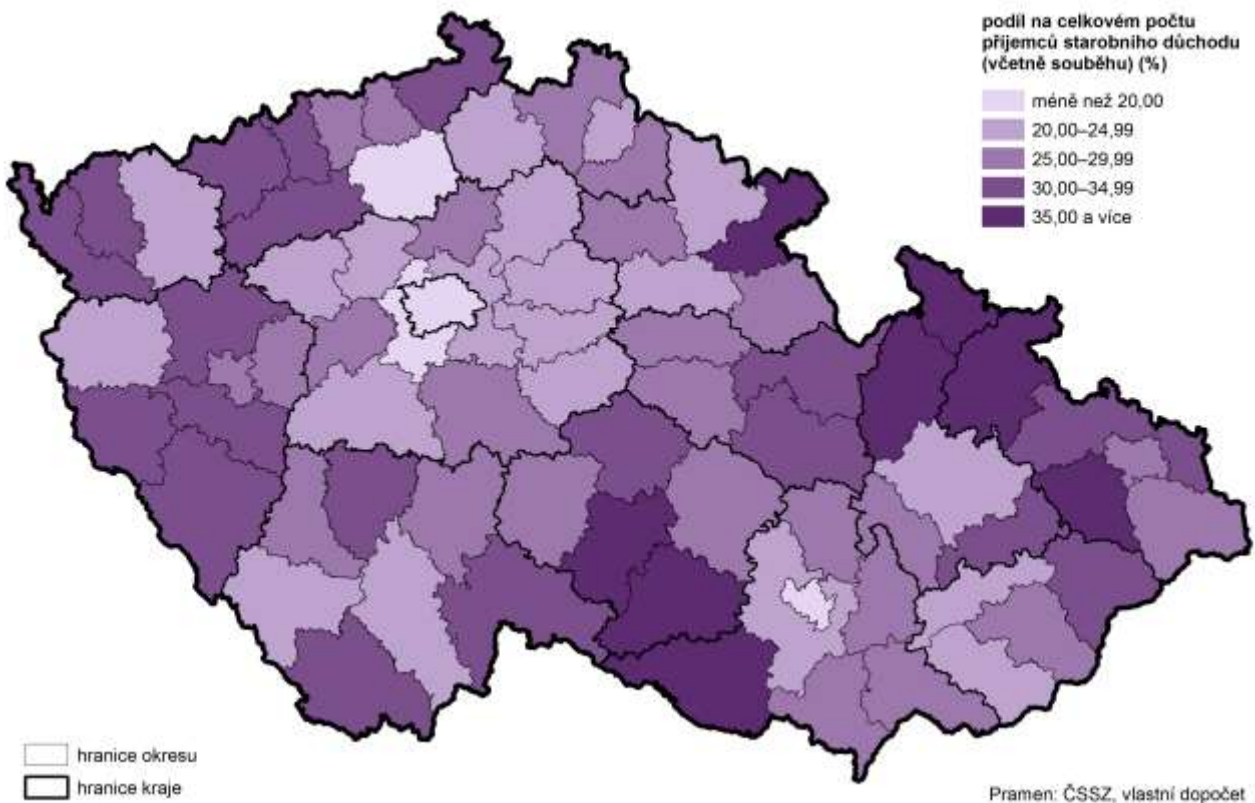 podíl na celkovém počtu
příjemců starobního důchodu
(včetně souběhu) (%)
méně než 20,00
20,00–24,99
25,00–29,99
30,00–34,99
35,00 a více
hranice okresu
hranice kraje
Pramen: ČSSZ, vlastní dopočet